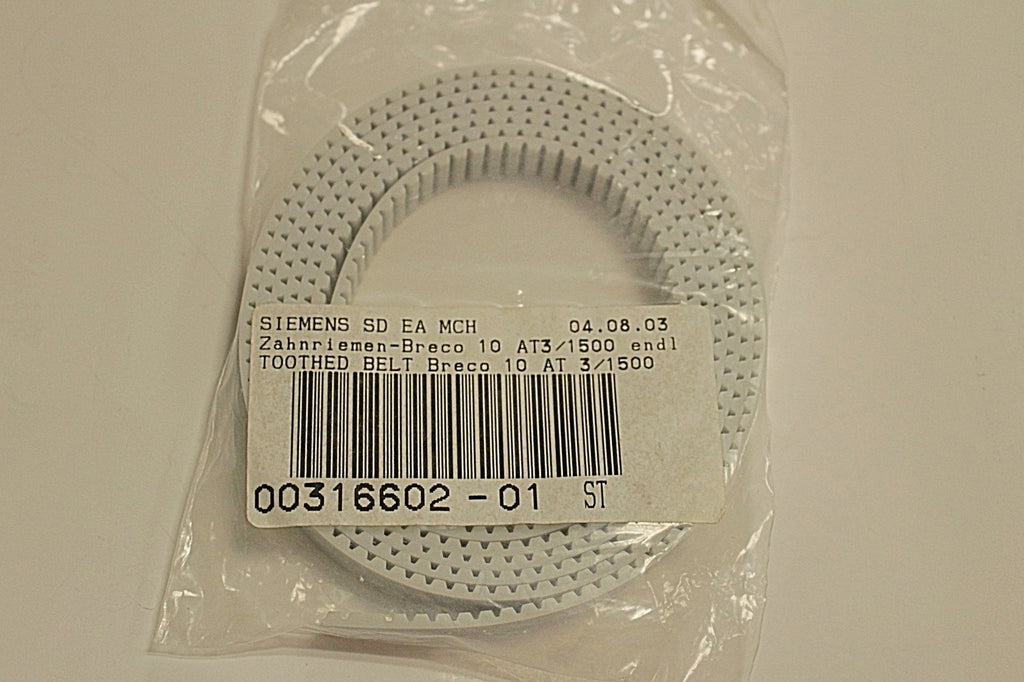 SIEMENS SD EA MCH 04.08.03
Zahnriemen-Breco 10 AT3/1500 endl
TOOTHED BELT Breco 10 AT 3/1500
00316602-01 ST